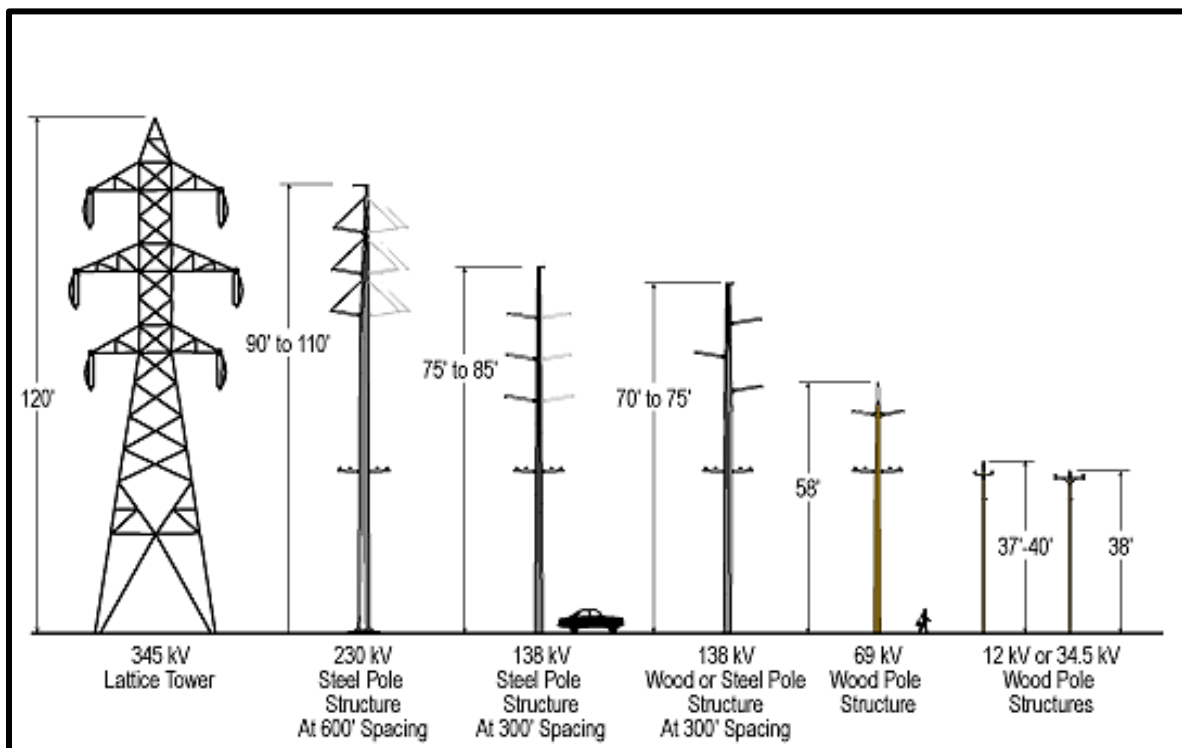 120'
90' to 110'
75' to 85'
70' to 75'
58'
37'-40'
38'
345 kV
Lattice Tower
230 kV
Steel Pole
Structure
At 600' Spacing
138 kV
Steel Pole
Structure
At 300' Spacing
138 kV
Wood or Steel Pole
Structure
At 300' Spacing
69 kV
Wood Pole
Structure
12 kV or 34.5 kV
Wood Pole
Structures